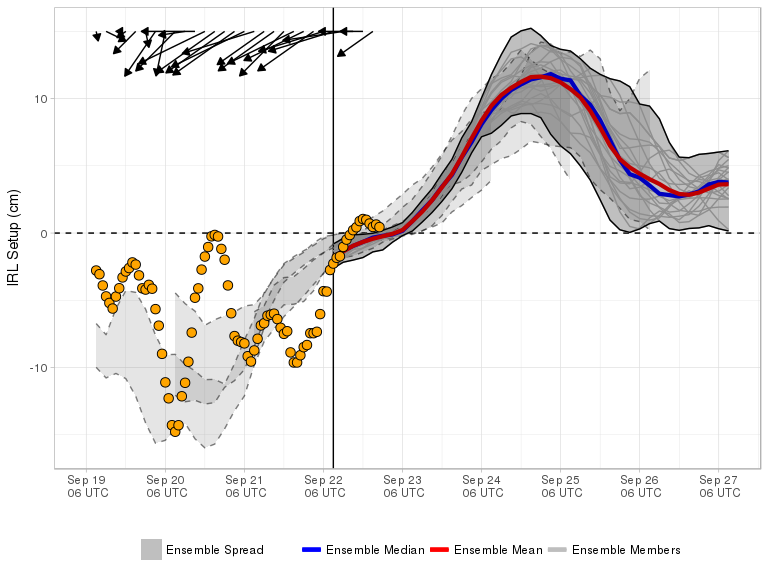 IRL Setup (cm)
10
0
-10
Sep 19 Sep 20 Sep 21 Sep 22 Sep 23 Sep 24 Sep 25 Sep 26 Sep 27
06 UTC 06 UTC 06 UTC 06 UTC 06 UTC 06 UTC 06 UTC 06 UTC 06 UTC
Ensemble Spread Ensemble Median Ensemble Mean Ensemble Members